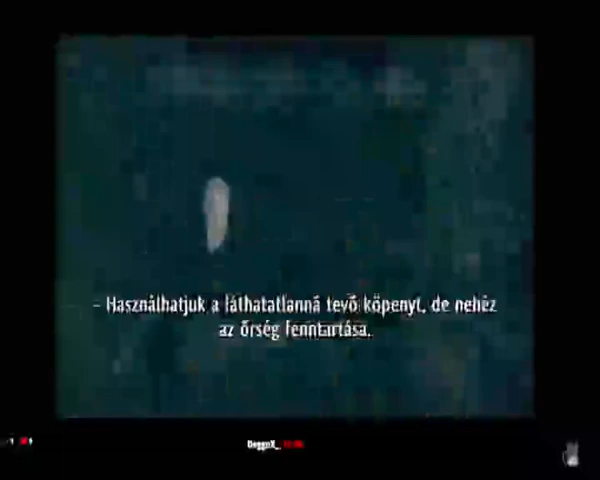 - Használhatjuk a láthatatlanná tevő köpenyt, de nehéz
az őrség fenntartása.